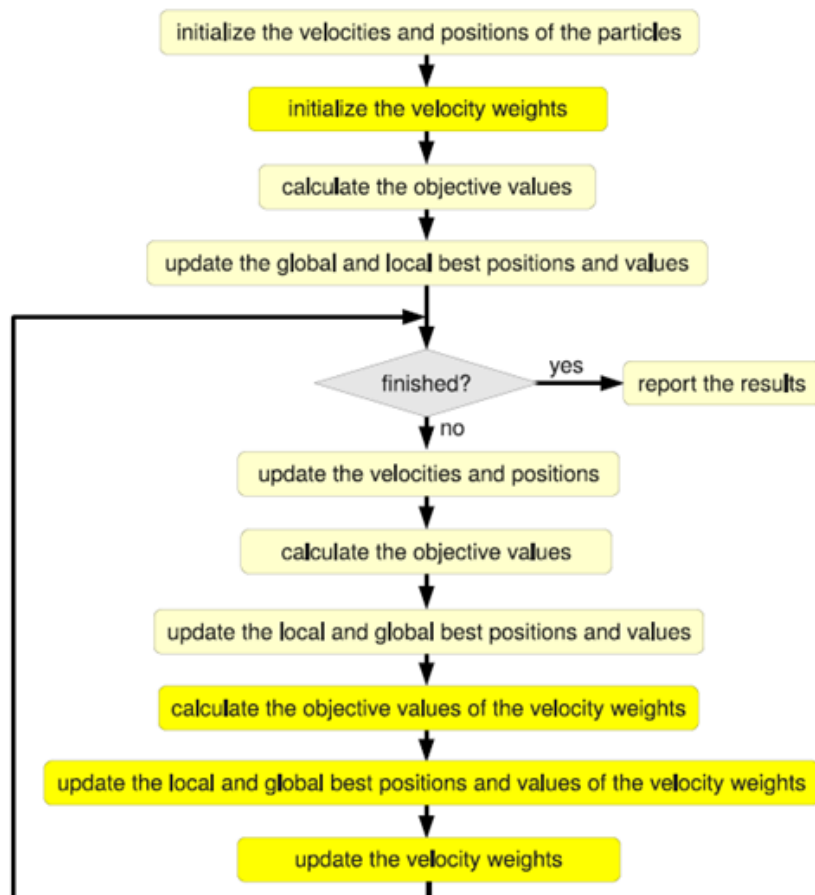 initialize the velocities and positions of the particles
initialize the velocity weights
calculate the objective values
update the global and local best positions and values
finished?
yes
report the results
no
update the velocities and positions
calculate the objective values
update the local and global best positions and values
calculate the objective values of the velocity weights
update the local and global best positions and values of the velocity weights
update the velocity weights